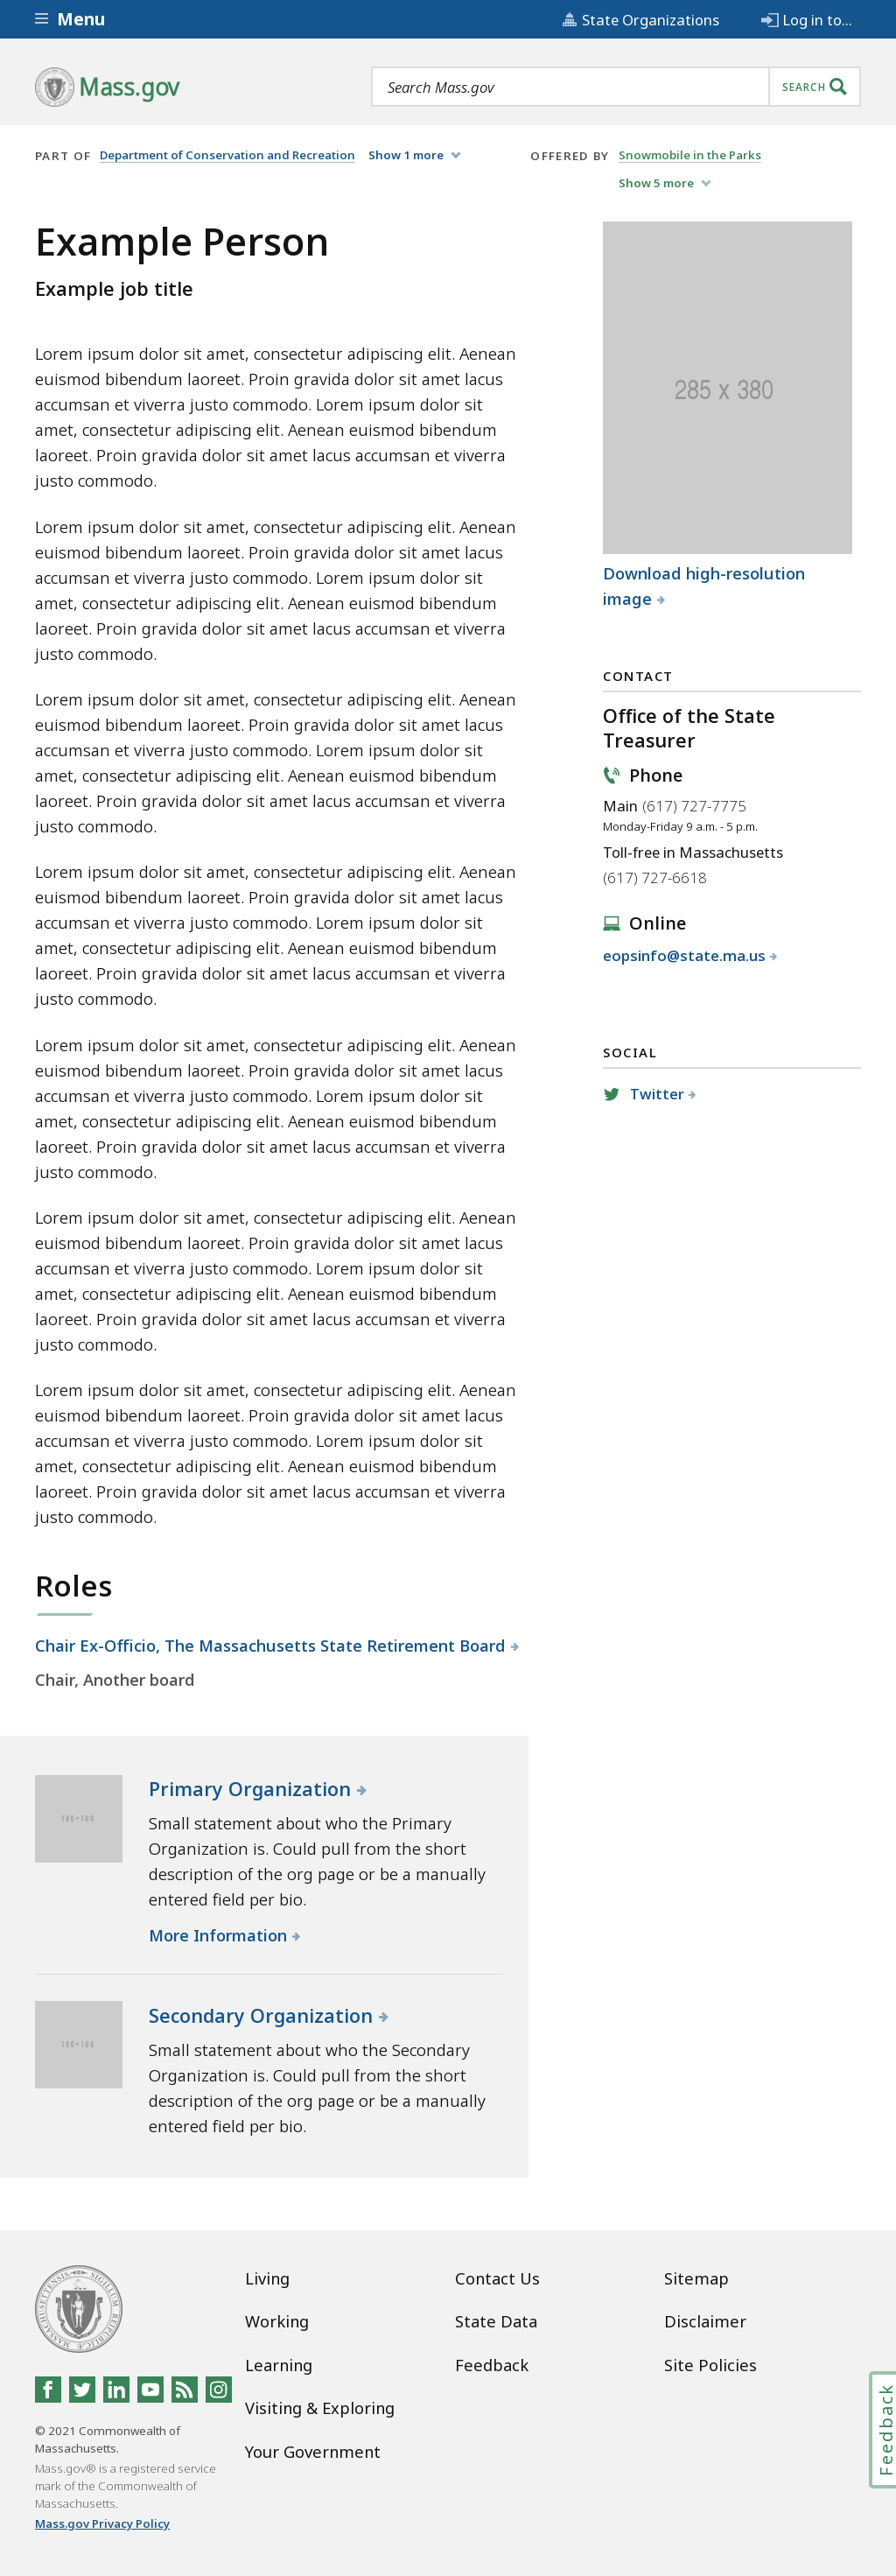 Menu
State Organizations
Log in to...
Mass.gov
Search Mass.gov
SEARCH
PART OF Department of Conservation and Recreation Show 1 more
OFFERED BY Snowmobile in the Parks
Show 5 more
Example Person
Example job title
Lorem ipsum dolor sit amet, consectetur adipiscing elit. Aenean
euismod bibendum laoreet. Proin gravida dolor sit amet lacus
accumsan et viverra justo commodo. Lorem ipsum dolor sit
amet, consectetur adipiscing elit. Aenean euismod bibendum
laoreet. Proin gravida dolor sit amet lacus accumsan et viverra
justo commodo.
Lorem ipsum dolor sit amet, consectetur adipiscing elit. Aenean
euismod bibendum laoreet. Proin gravida dolor sit amet lacus
accumsan et viverra justo commodo. Lorem ipsum dolor sit
amet, consectetur adipiscing elit. Aenean euismod bibendum
laoreet. Proin gravida dolor sit amet lacus accumsan et viverra
justo commodo.
Lorem ipsum dolor sit amet, consectetur adipiscing elit. Aenean
euismod bibendum laoreet. Proin gravida dolor sit amet lacus
accumsan et viverra justo commodo. Lorem ipsum dolor sit
amet, consectetur adipiscing elit. Aenean euismod bibendum
laoreet. Proin gravida dolor sit amet lacus accumsan et viverra
justo commodo.
Lorem ipsum dolor sit amet, consectetur adipiscing elit. Aenean
euismod bibendum laoreet. Proin gravida dolor sit amet lacus
accumsan et viverra justo commodo. Lorem ipsum dolor sit
amet, consectetur adipiscing elit. Aenean euismod bibendum
laoreet. Proin gravida dolor sit amet lacus accumsan et viverra
justo commodo.
Lorem ipsum dolor sit amet, consectetur adipiscing elit. Aenean
euismod bibendum laoreet. Proin gravida dolor sit amet lacus
accumsan et viverra justo commodo. Lorem ipsum dolor sit
amet, consectetur adipiscing elit. Aenean euismod bibendum
laoreet. Proin gravida dolor sit amet lacus accumsan et viverra
justo commodo.
Lorem ipsum dolor sit amet, consectetur adipiscing elit. Aenean
euismod bibendum laoreet. Proin gravida dolor sit amet lacus
accumsan et viverra justo commodo. Lorem ipsum dolor sit
amet, consectetur adipiscing elit. Aenean euismod bibendum
laoreet. Proin gravida dolor sit amet lacus accumsan et viverra
justo commodo.
Lorem ipsum dolor sit amet, consectetur adipiscing elit. Aenean
euismod bibendum laoreet. Proin gravida dolor sit amet lacus
accumsan et viverra justo commodo. Lorem ipsum dolor sit
amet, consectetur adipiscing elit. Aenean euismod bibendum
laoreet. Proin gravida dolor sit amet lacus accumsan et viverra
justo commodo.
285 x 380
Download high-resolution
image
CONTACT
Office of the State
Treasurer
Phone
Main (617) 727-7775
Monday-Friday 9 a.m. - 5 p.m.
Toll-free in Massachusetts
(617) 727-6618
Online
eopsinfo@state.ma.us
SOCIAL
Twitter
Roles
Chair Ex-Officio, The Massachusetts State Retirement Board
Chair, Another board
100×100
Primary Organization
Small statement about who the Primary
Organization is. Could pull from the short
description of the org page or be a manually
entered field per bio.
More Information
100×100
Secondary Organization
Small statement about who the Secondary
Organization is. Could pull from the short
description of the org page or be a manually
entered field per bio.
Living
Working
Learning
Visiting & Exploring
Your Government
Contact Us
State Data
Feedback
Sitemap
Disclaimer
Site Policies
© 2021 Commonwealth of
Massachusetts.
Mass.gov® is a registered service
mark of the Commonwealth of
Massachusetts.
Mass.gov Privacy Policy
Feedback